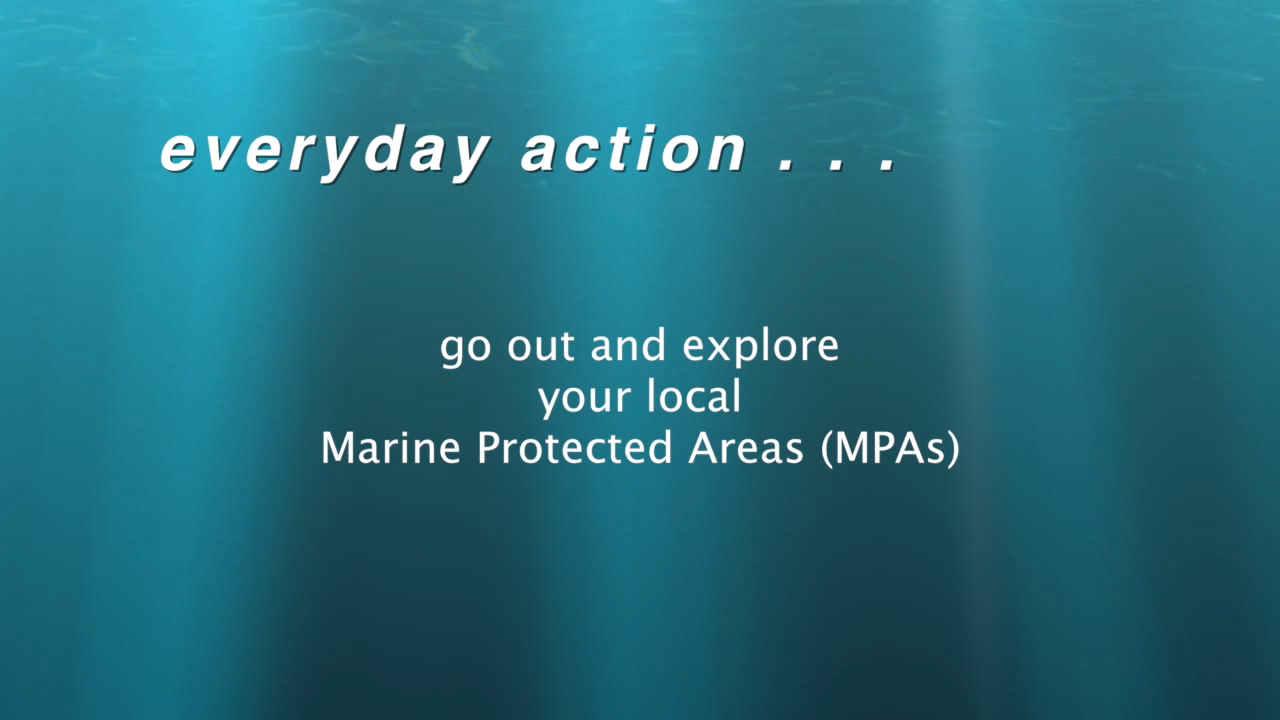 everyday action . . .
go out and explore
your local
Marine Protected Areas (MPAs)